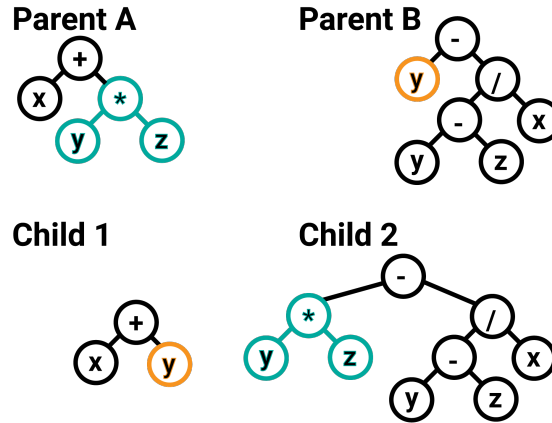 Parent A
+
x *
y z
Parent B
-
y /
- x
y z
Child 1
+
x y
Child 2
-
* /
y z - x
y z